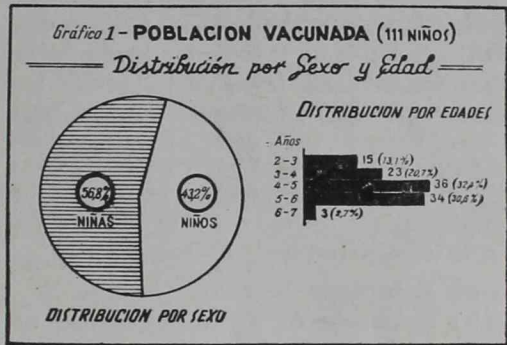 Gráfico 1 - POBLACION VACUNADA (111 NIÑOS)
Distribución por Sexo y Edad
56,8%
NIÑAS
43,2%
NIÑOS
DISTRIBUCION POR SEXO
DISTRIBUCION POR EDADES
Años
2-3 15 (13,1%)
3-4 23 (20,7%)
4-5 36 (32,4%)
5-6 34 (30,6%)
6-7 3 (2,7%)